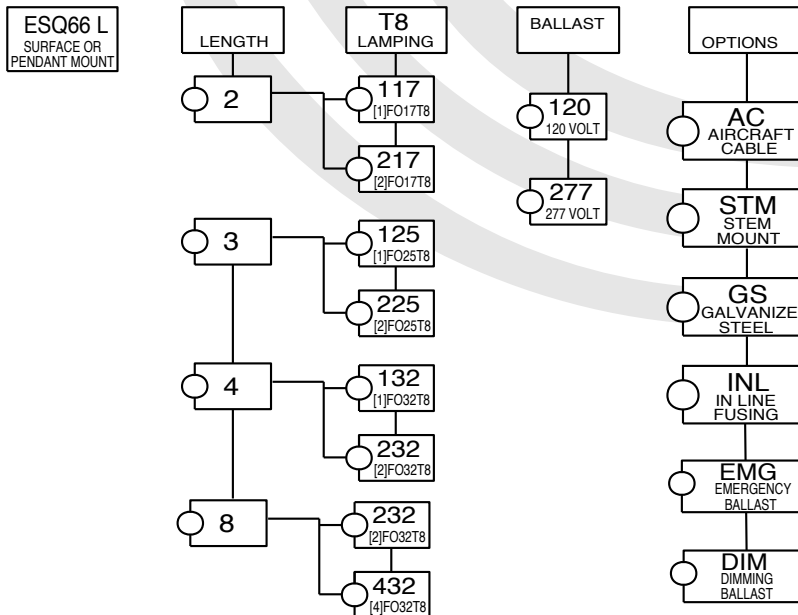 ESQ66 L
SURFACE OR
PENDANT MOUNT
LENGTH
2
3
4
8
T8
LAMPING
117
[1]FO17T8
217
[2]FO17T8
125
[1]FO25T8
225
[2]FO25T8
132
[1]FO32T8
232
[2]FO32T8
232
[2]FO32T8
432
[4]FO32T8
BALLAST
120
120 VOLT
277
277 VOLT
OPTIONS
AC
AIRCRAFT
CABLE
STM
STEM
MOUNT
GS
GALVANIZE
STEEL
INL
IN LINE
FUSING
EMG
EMERGENCY
BALLAST
DIM
DIMMING
BALLAST